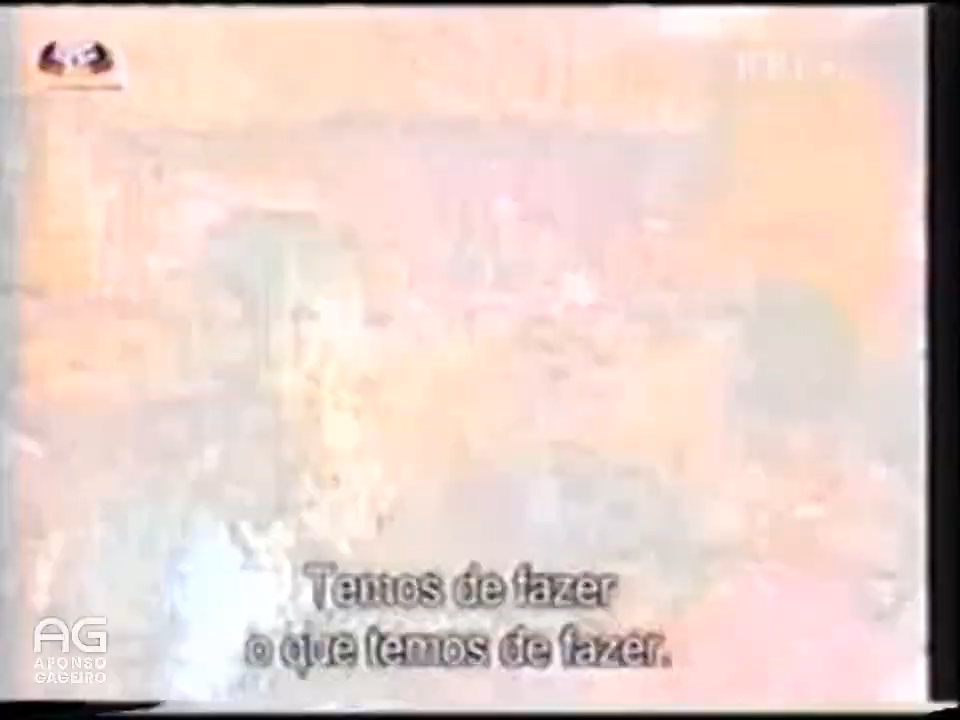 Temos de fazer
o que temos de fazer.
AG
AFONSO
GAGEIRO